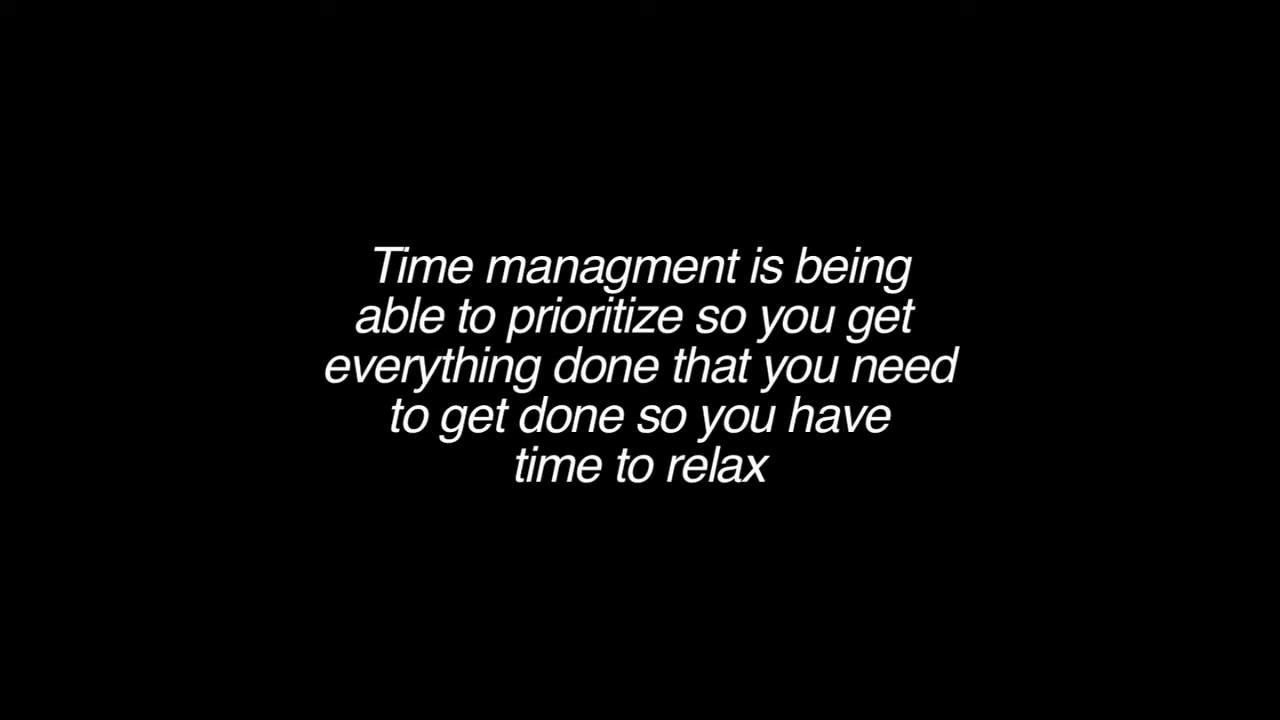 Time managment is being
able to prioritize so you get
everything done that you need
to get done so you have
time to relax